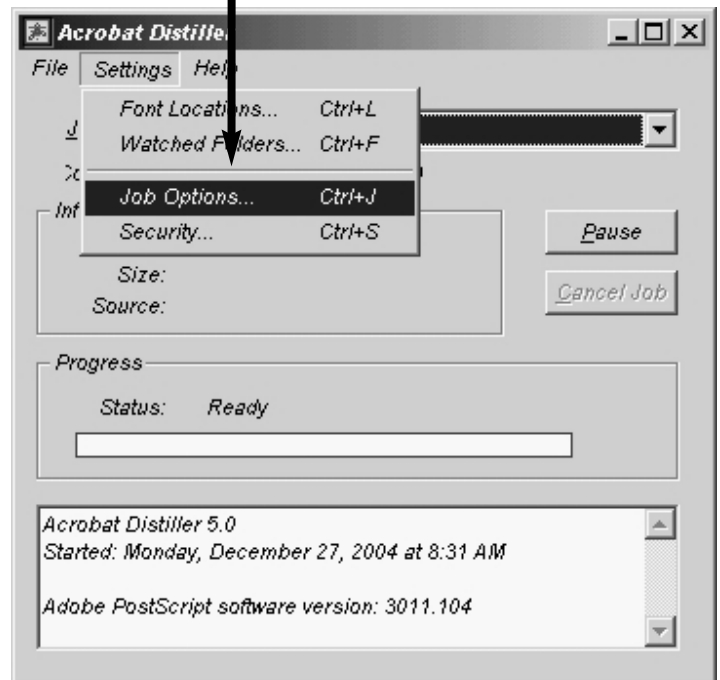 Acrobat Distiller
File Settings Help
Font Locations... Ctrl+L
Watched Folders... Ctrl+F
Job Options... Ctrl+J
Security... Ctrl+S
Pause
Size:
Cancel Job
Source:
Progress
Status: Ready
Acrobat Distiller 5.0
Started: Monday, December 27, 2004 at 8:31 AM
Adobe PostScript software version: 3011.104